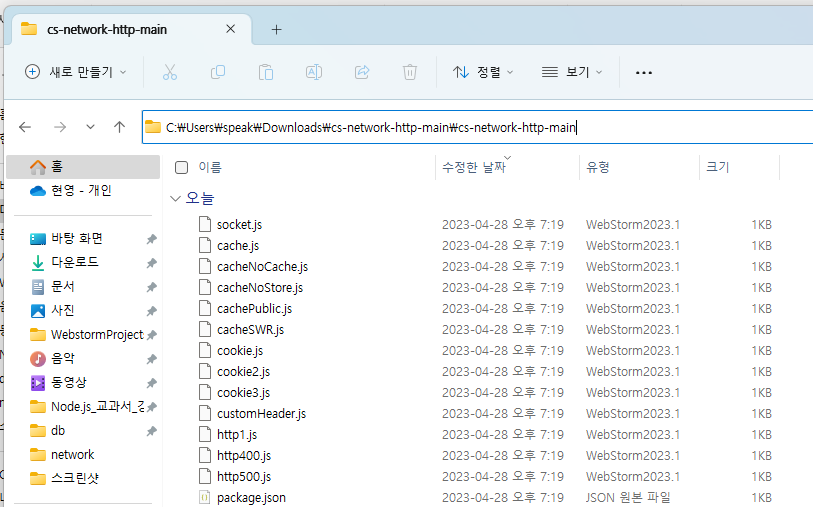 cs-network-http-main
새로 만들기
정렬
보기
C:₩Users₩speak₩Downloads₩cs-network-http-main₩cs-network-http-main
홈
현영 - 개인
바탕 화면
다운로드
문서
사진
WebstormProject
음악
동영상
Node.js_교과서_강
db
network
스크린샷
이름 수정한 날짜 유형 크기
오늘
socket.js 2023-04-28 오후 7:19 WebStorm2023.1 1KB
cache.js 2023-04-28 오후 7:19 WebStorm2023.1 1KB
cacheNoCache.js 2023-04-28 오후 7:19 WebStorm2023.1 1KB
cacheNoStore.js 2023-04-28 오후 7:19 WebStorm2023.1 1KB
cachePublic.js 2023-04-28 오후 7:19 WebStorm2023.1 1KB
cacheSWR.js 2023-04-28 오후 7:19 WebStorm2023.1 1KB
cookie.js 2023-04-28 오후 7:19 WebStorm2023.1 1KB
cookie2.js 2023-04-28 오후 7:19 WebStorm2023.1 1KB
cookie3.js 2023-04-28 오후 7:19 WebStorm2023.1 1KB
customHeader.js 2023-04-28 오후 7:19 WebStorm2023.1 1KB
http1.js 2023-04-28 오후 7:19 WebStorm2023.1 1KB
http400.js 2023-04-28 오후 7:19 WebStorm2023.1 1KB
http500.js 2023-04-28 오후 7:19 WebStorm2023.1 1KB
package.json 2023-04-28 오후 7:19 JSON 원본 파일 1KB